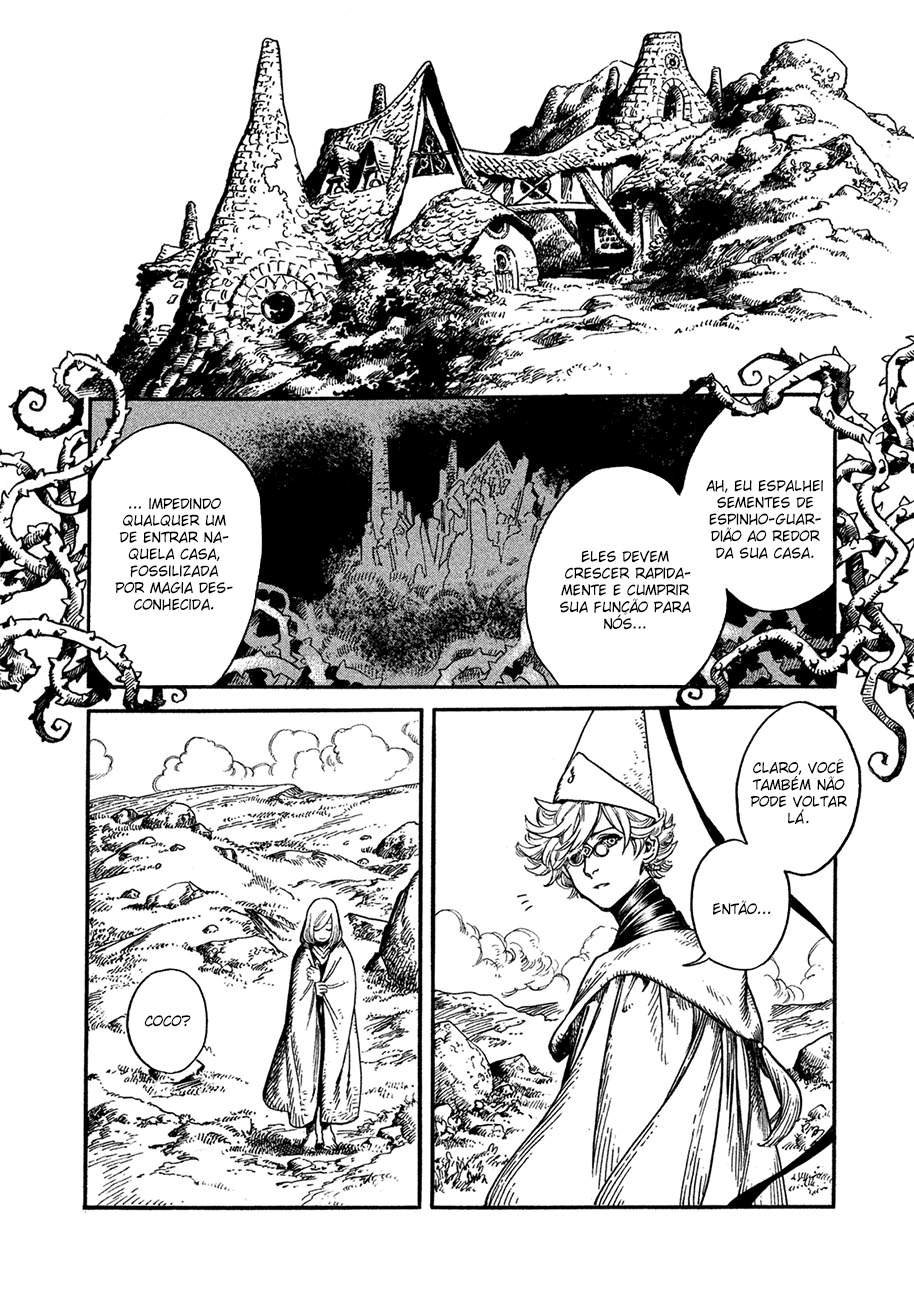 AH, EU ESPALHEI
SEMENTES DE
ESPINHO-GUAR-
DIÃO AO REDOR
DA SUA CASA.
ELES DEVEM
CRESCER RAPIDA-
MENTE E CUMPRIR
SUA FUNÇÃO PARA
NÓS...
... IMPEDINDO
QUALQUER UM
DE ENTRAR NA-
QUELA CASA,
FOSSILIZADA
POR MAGIA DES-
CONHECIDA.
CLARO, VOCÊ
TAMBÉM NÃO
PODE VOLTAR
LÁ.
ENTÃO...
COCO?